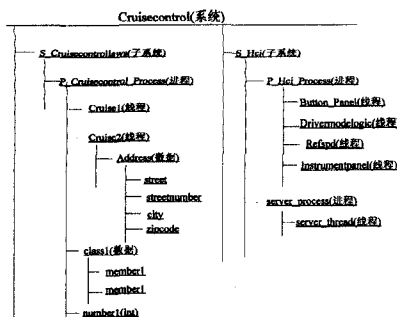 Cruisecontrol(系统)
S_Cruisecontrollaws(子系统)
P_Cruisecontrol_Process(进程)
Cruise1(线程)
Cruise2(线程)
Address(数据)
street
streetnumber
city
zipcode
class1(数据)
member1
member1
number1(int)
S_Hci(子系统)
P_Hci_Process(进程)
Button_Panel(线程)
Drivermodelogic(线程)
Refspd(线程)
Instrumentpanel(线程)
server_process(进程)
server_thread(线程)